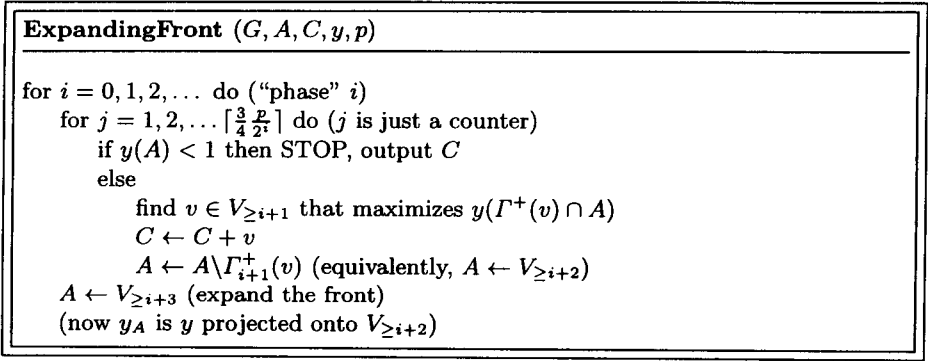 ExpandingFront (G, A, C, y, p)
for i = 0, 1, 2, … do (“phase” i)
for j = 1, 2, … ⌈3/4 p/2^i⌉ do (j is just a counter)
if y(A) < 1 then STOP, output C
else
find v ∈ V_{≥i+1} that maximizes y(Γ^+(v) ∩ A)
C ← C + v
A ← A\Γ^+_{i+1}(v) (equivalently, A ← V_{≥i+2})
A ← V_{≥i+3} (expand the front)
(now y_A is y projected onto V_{≥i+2})